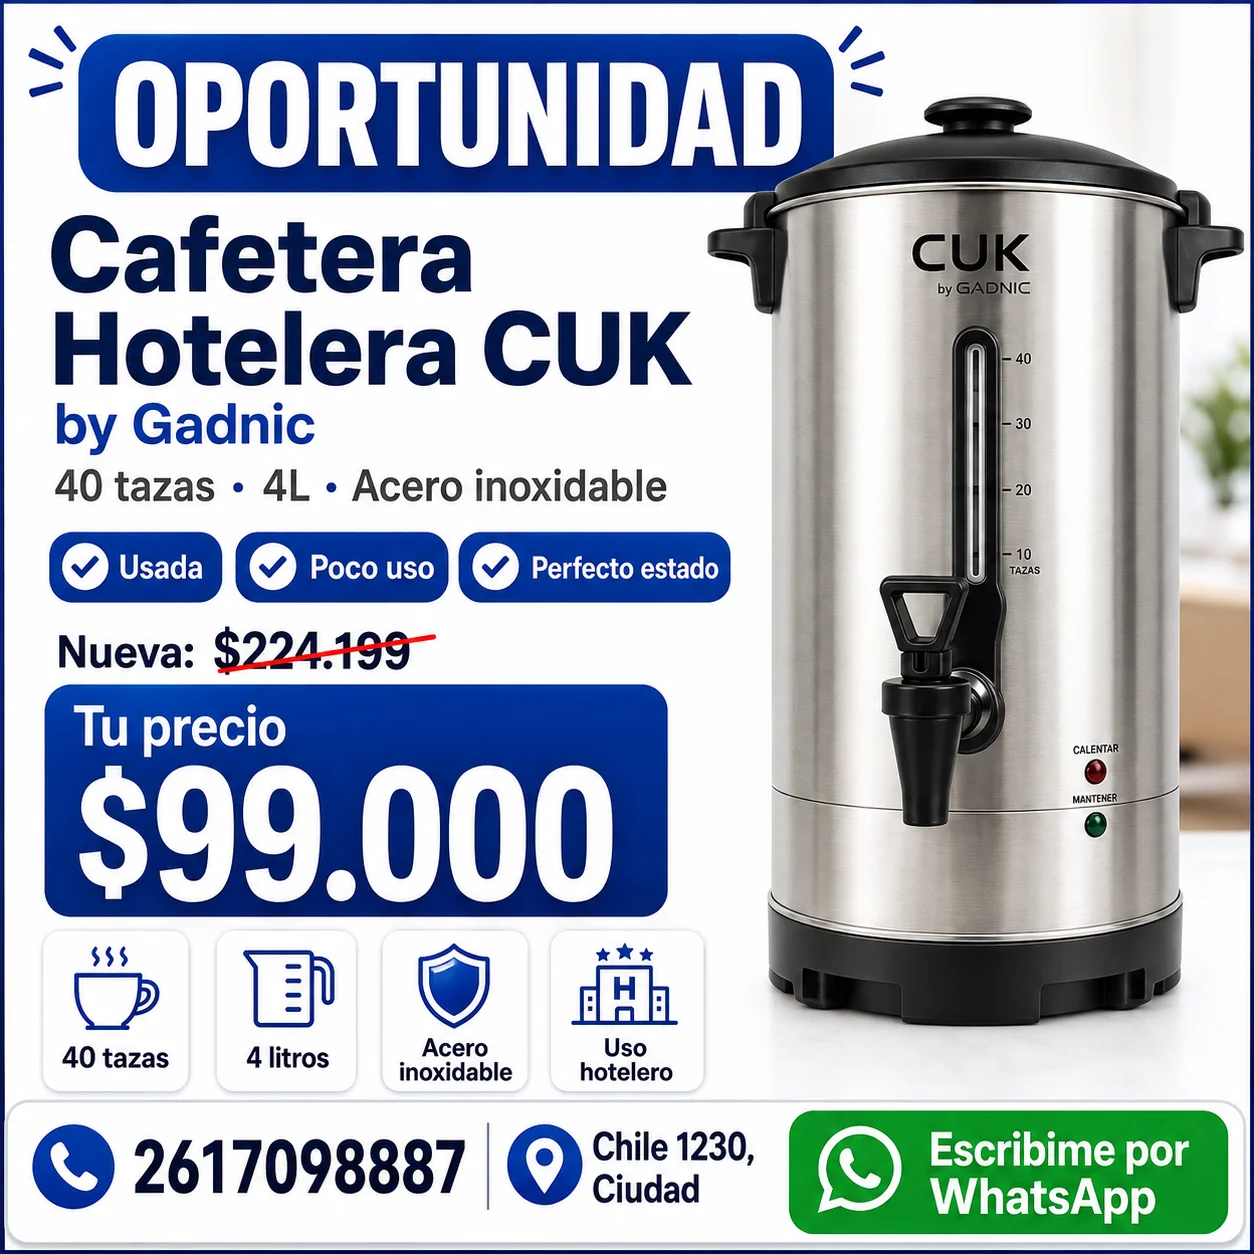 OPORTUNIDAD
Cafetera
Hotelera CUK
by Gadnic
40 tazas • 4L • Acero inoxidable
Usada
Poco uso
Perfecto estado
Nueva: $224.199
Tu precio
$99.000
40 tazas
4 litros
Acero
inoxidable
H
Uso
hotelero
CUK
by GADNIC
40
30
20
10
TAZAS
CALENTAR
MANTENER
2617098887
Chile 1230,
Ciudad
Escribime por
WhatsApp